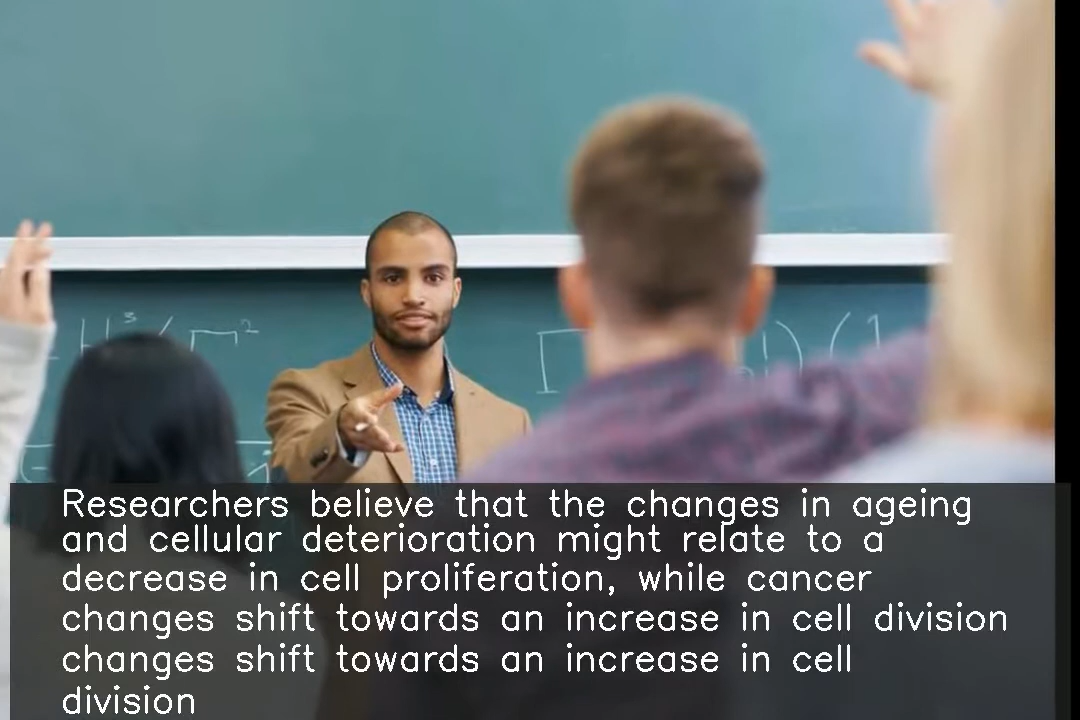 Researchers believe that the changes in ageing
and cellular deterioration might relate to a
decrease in cell proliferation, while cancer
changes shift towards an increase in cell division
changes shift towards an increase in cell
division